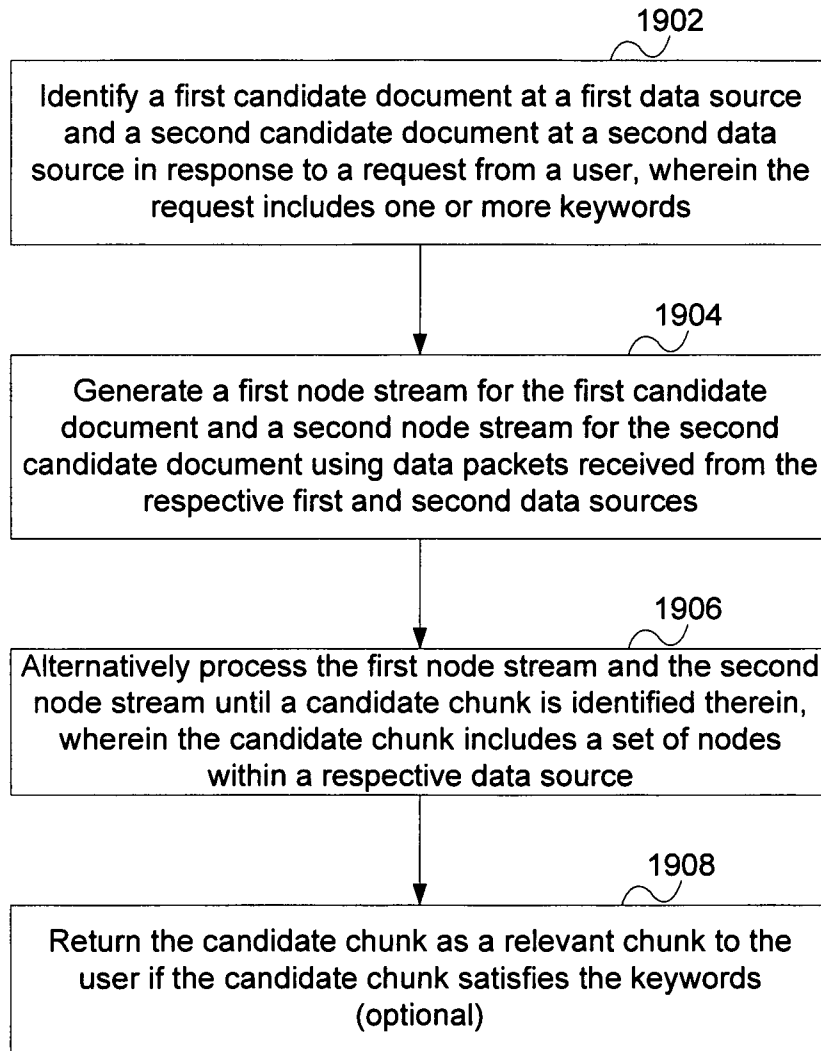 1902
Identify a first candidate document at a first data source
and a second candidate document at a second data
source in response to a request from a user, wherein the
request includes one or more keywords
1904
Generate a first node stream for the first candidate
document and a second node stream for the second
candidate document using data packets received from the
respective first and second data sources
1906
Alternatively process the first node stream and the second
node stream until a candidate chunk is identified therein,
wherein the candidate chunk includes a set of nodes
within a respective data source
1908
Return the candidate chunk as a relevant chunk to the
user if the candidate chunk satisfies the keywords
(optional)